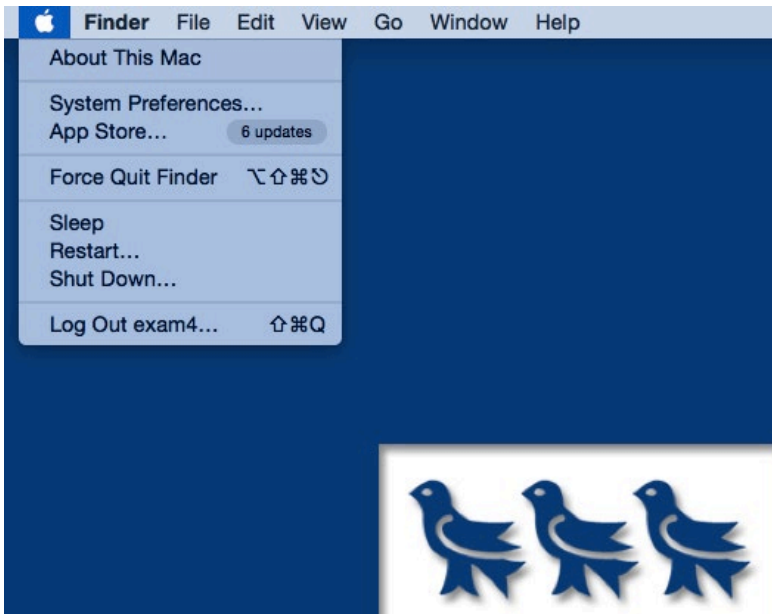 Finder File Edit View Go Window Help
About This Mac
System Preferences...
App Store... 6 updates
Force Quit Finder ⌥⇧⌘⎋
Sleep
Restart...
Shut Down...
Log Out exam4... ⇧⌘Q